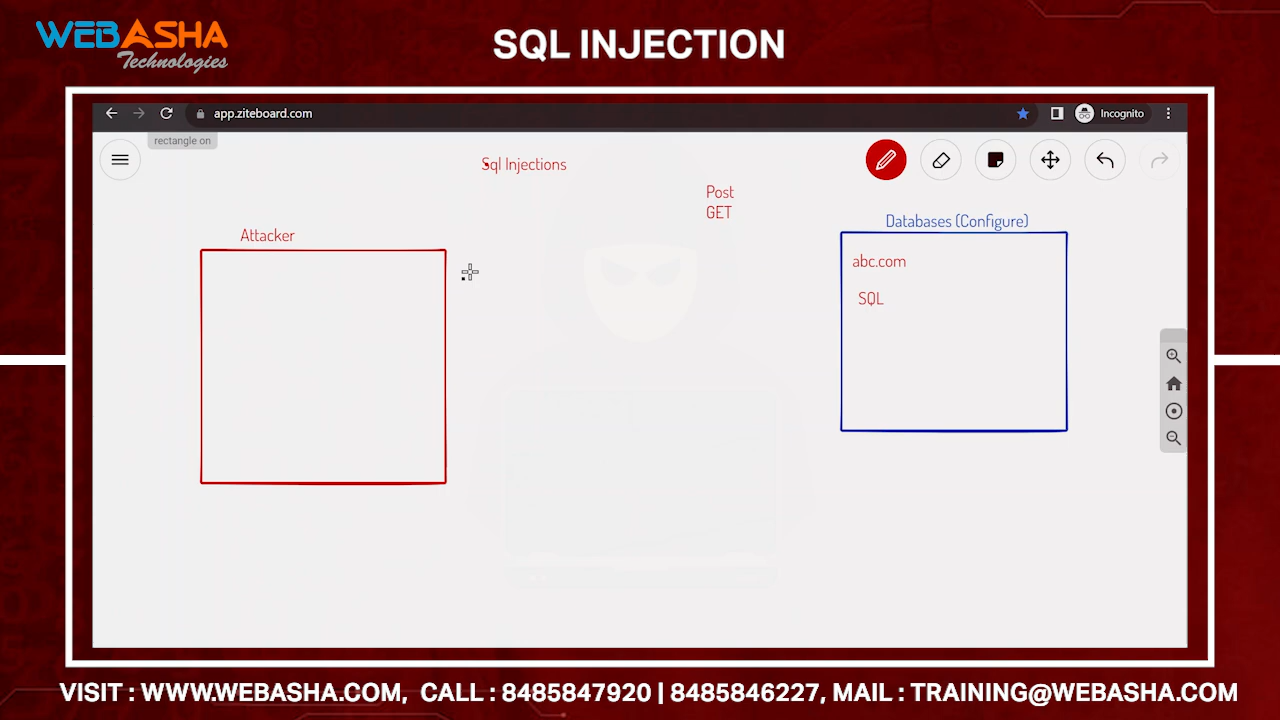 WEBASHA
Technologies
SQL INJECTION
app.ziteboard.com
Incognito
rectangle on
Sql Injections
Post
GET
Databases (Configure)
Attacker
abc.com
SQL
VISIT : WWW.WEBASHA.COM, CALL : 8485847920 | 8485846227, MAIL : TRAINING@WEBASHA.COM